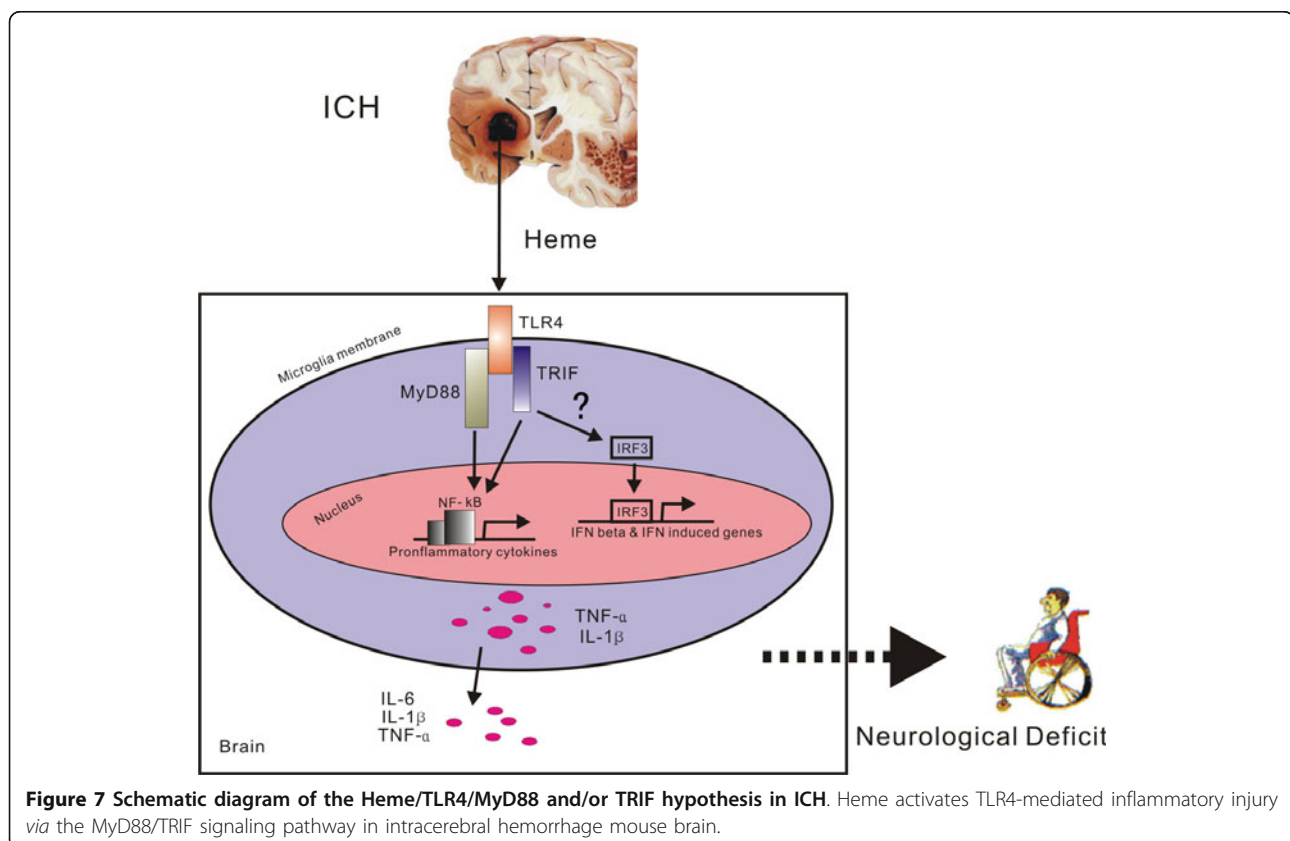 ICH
Heme
TLR4
Microglia membrane
TRIF
MyD88
?
IRF3
Nucleus
NF-kB
IRF3
IFN beta & IFN induced genes
Pronflammatory cytokines
TNF-α
IL-1β
IL-6
IL-1β
TNF-α
Brain
Neurological Deficit
Figure 7 Schematic diagram of the Heme/TLR4/MyD88 and/or TRIF hypothesis in ICH. Heme activates TLR4-mediated inflammatory injury
via the MyD88/TRIF signaling pathway in intracerebral hemorrhage mouse brain.